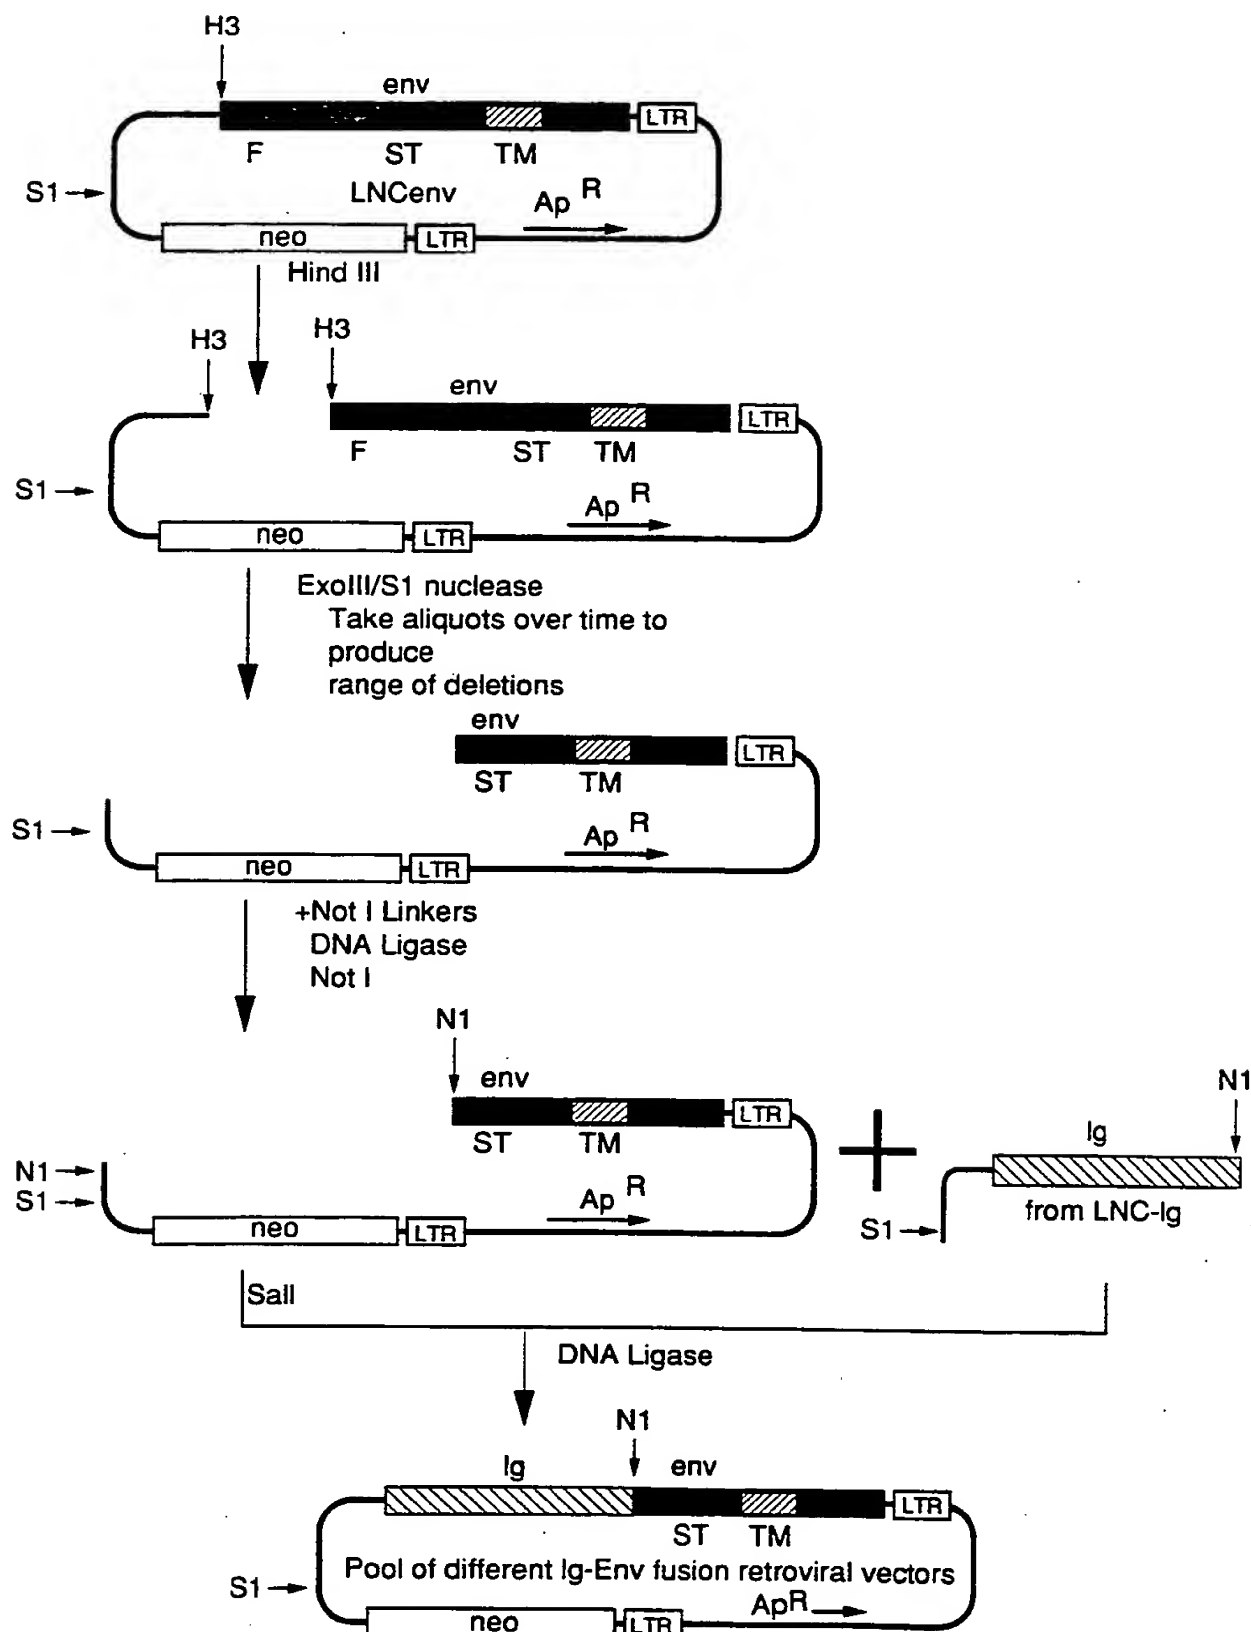 H3
env
LTR
F ST TM
S1
LNCenv
Ap R
neo
LTR
Hind III
H3
H3
env
LTR
F ST TM
S1
Ap R
neo
LTR
ExoIII/S1 nuclease
Take aliquots over time to
produce
range of deletions
env
LTR
ST TM
S1
Ap R
neo
LTR
+Not I Linkers
DNA Ligase
Not I
N1
env
LTR
ST TM
N1
S1
Ap R
neo
LTR
+
N1
Ig
from LNC-Ig
S1
SalI
DNA Ligase
N1
Ig env
LTR
ST TM
Pool of different Ig-Env fusion retroviral vectors
S1
ApR
neo
LTR